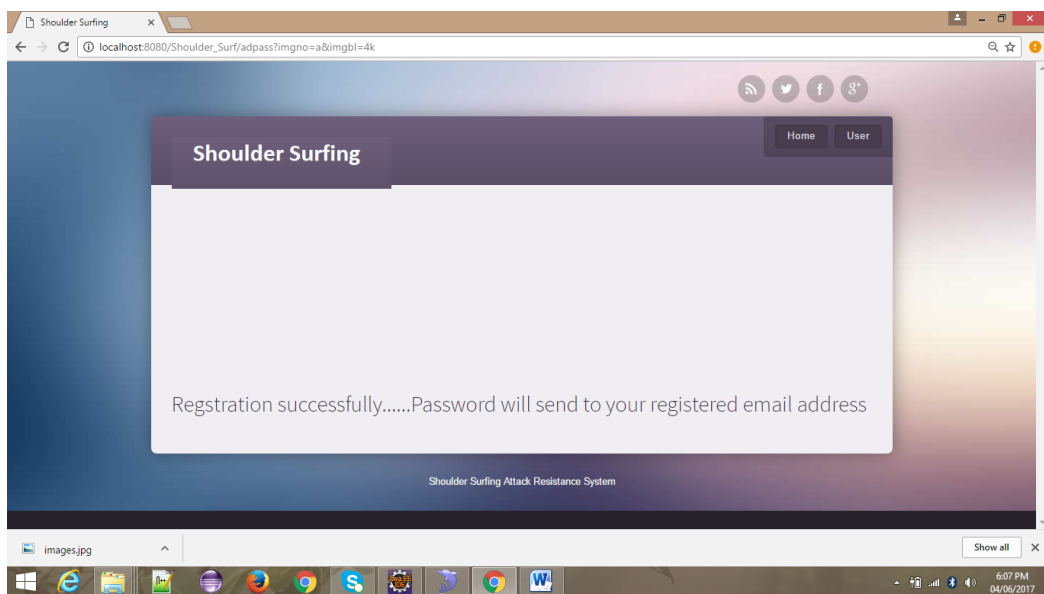 Shoulder Surfing
localhost:8080/Shoulder_Surf/adpass?imgno=a&imgbl=4k
Home User
Shoulder Surfing
Regstration successfully......Password will send to your registered email address
Shoulder Surfing Attack Resistance System
images.jpg
Show all
6:07 PM
04/06/2017